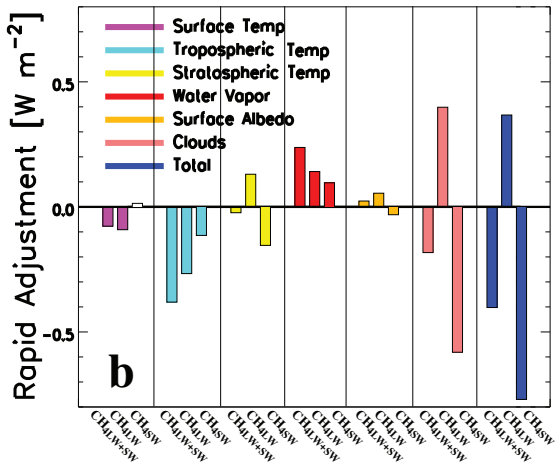 b
Surface Temp
Tropospheric Temp
Stratospheric Temp
Water Vapor
Surface Albedo
Clouds
Total
Rapid Adjustment [W m−2]
0.5
0.0
-0.5
b
CH4LW+SW
CH4LW
CH4SW
CH4LW+SW
CH4LW
CH4SW
CH4LW+SW
CH4LW
CH4SW
CH4LW+SW
CH4LW
CH4SW
CH4LW+SW
CH4LW
CH4SW
CH4LW+SW
CH4LW
CH4SW
CH4LW+SW
CH4LW
CH4SW